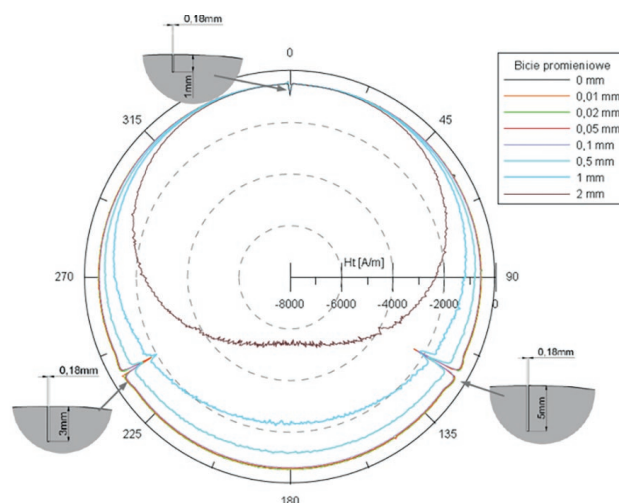 0,18mm
1mm
0
45
90
135
180
225
270
315
Ht [A/m]
-8000 -6000 -4000 -2000 0
Bicie promieniowe
0 mm
0,01 mm
0,02 mm
0,05 mm
0,1 mm
0,5 mm
1 mm
2 mm
0,18mm
3mm
0,18mm
5mm